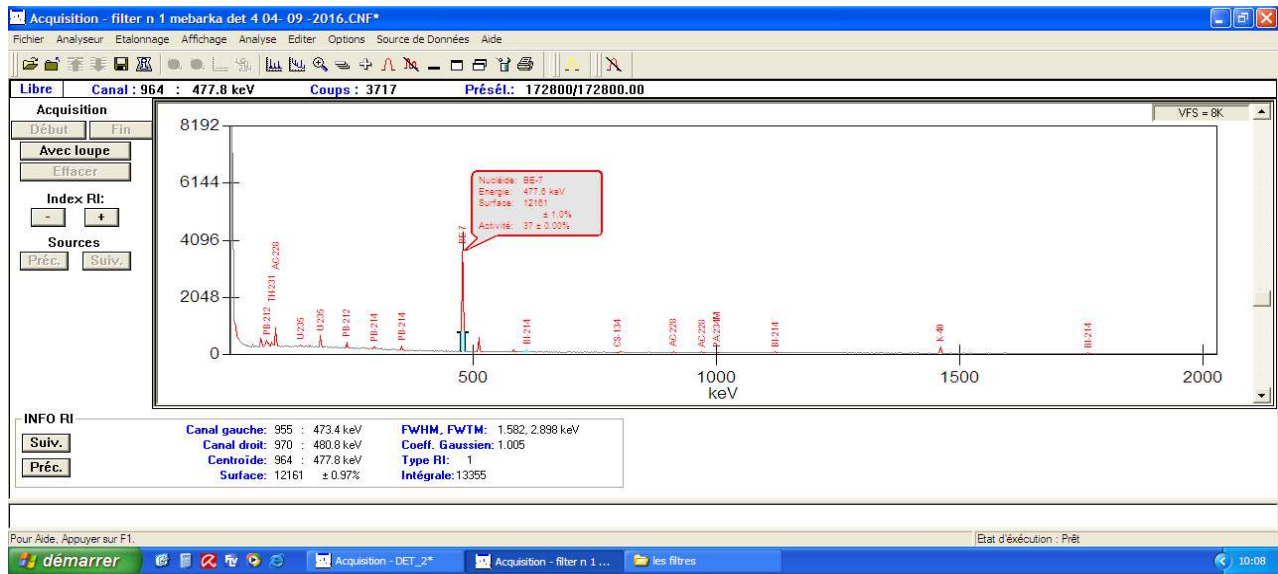 Acquisition - filter n 1 mebarka det 4 04- 09 -2016.CNF*
Fichier Analyseur Etalonnage Affichage Analyse Editer Options Source de Données Aide
Libre Canal : 964 : 477.8 keV Coups : 3717 Présél.: 172800/172800.00
Acquisition
Début Fin
Avec loupe
Effacer
Index RI:
- +
Sources
Préc. Suiv.
VFS = 8K
8192
6144
4096
2048
0
Nucléide: BE-7
Energie: 477.6 keV
Surface: 12161
± 1.0%
Activité: 37 ± 0.00%
PB-212
TH-231
AC-228
U-235
U-235
PB-212
PB-214
PB-214
BE-7
BI-214
CS-134
AC-228
AC-228
PA-234M
BI-214
K-40
BI-214
500 1000 1500 2000
keV
INFO RI
Suiv.
Préc.
Canal gauche: 955 : 473.4 keV FWHM, FWTM: 1.582, 2.898 keV
Canal droit: 970 : 480.8 keV Coeff. Gaussien: 1.005
Centroïde: 964 : 477.8 keV Type RI: 1
Surface: 12161 ± 0.97% Intégrale: 13355
Pour Aide, Appuyer sur F1. Etat d'éxécution : Prêt
démarrer Acquisition - DET_2* Acquisition - filter n 1 ... les filtres 10:08